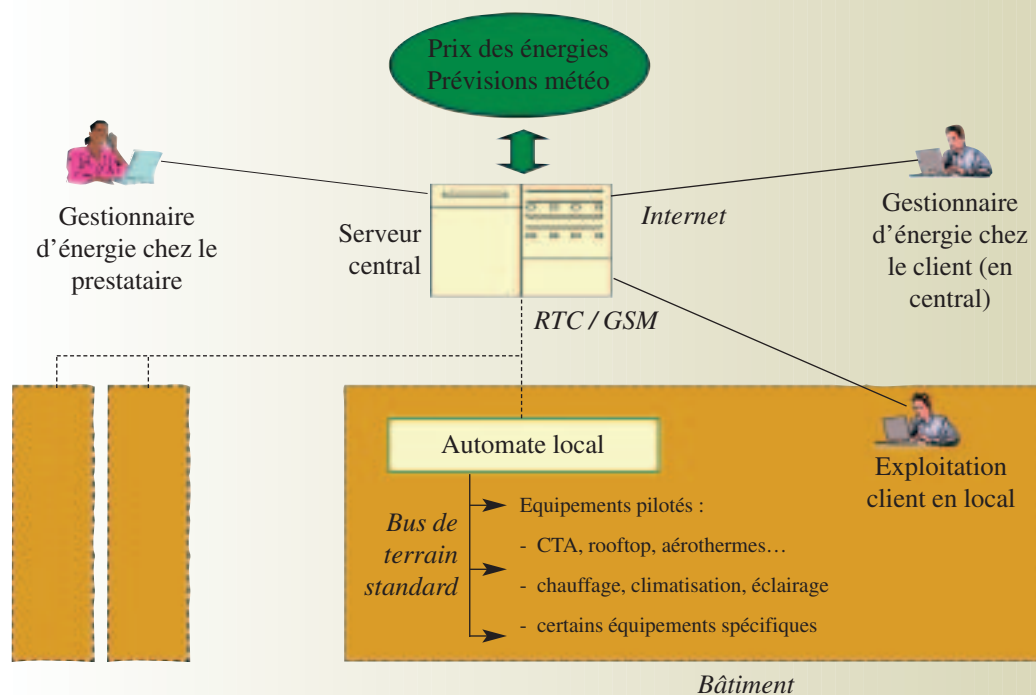 Prix des énergies
Prévisions météo
Gestionnaire
d’énergie chez le
prestataire
Serveur
central
Internet
Gestionnaire
d’énergie chez
le client (en
central)
RTC / GSM
Automate local
Exploitation
client en local
Bus de
terrain
standard
Equipements pilotés :
- CTA, rooftop, aérothermes…
- chauffage, climatisation, éclairage
- certains équipements spécifiques
Bâtiment